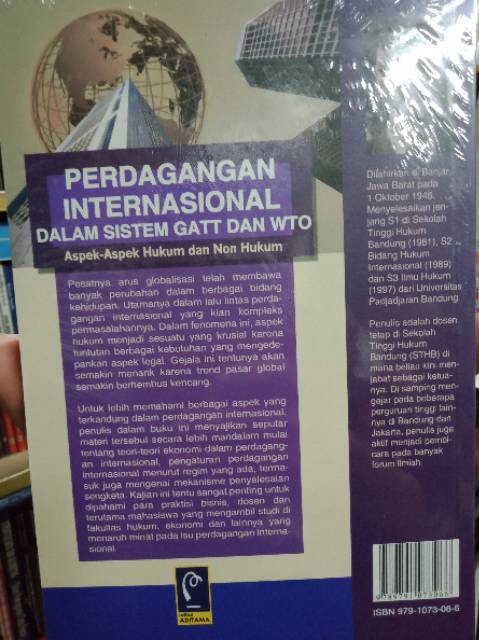 PERDAGANGAN
INTERNASIONAL
DALAM SISTEM GATT DAN WTO
Aspek-Aspek Hukum dan Non Hukum
Pesatnya arus globalisasi telah membawa
banyak perubahan dalam berbagai bidang
kehidupan. Utamanya dalam lalu lintas perda-
gangan internasional yang kian kompleks
permasalahannya. Dalam fenomena ini, aspek
hukum menjadi sesuatu yang krusial karena
tuntutan berbagai kebutuhan yang mengede-
pankan aspek legal. Gejala ini tentunya akan
semakin menarik karena trend pasar global
semakin berhembus kencang.
Untuk lebih memahami berbagai aspek yang
terkandung dalam perdagangan internasional,
penulis dalam buku ini menyajikan seputar
materi tersebut secara lebih mandalam mulai
tentang teori-teori ekonomi dalam perdagang-
an internasional, pengaturan perdagangan
internasional menurut regim yang ada, terma-
suk juga mengenai mekanisme penyelesaian
sengketa. Kajian ini tentu sangat penting untuk
dipahami para praktisi bisnis, dosen dan
terutama mahasiswa yang mengambil studi di
fakultas hukum, ekonomi dan lainnya yang
menaruh minat pada isu perdagangan Interna-
sional.
Dilahirkan di Banjar,
Jawa Barat pada
1 Oktober 1946.
Menyelesaikan jen-
jang S1 di Sekolah
Tinggi Hukum
Bandung (1981), S2
Bidang Hukum
Internasional (1989)
dan S3 Ilmu Hukum
(1997) dari Universitas
Padjadjaran Bandung.
Penulis adalah dosen
tetap di Sekolah
Tinggi Hukum
Bandung (STHB) di
mana beliau kini men-
jabat sebagai ketua-
nya. Di samping men-
gajar pada beberapa
perguruan tinggi lain-
nya di Bandung dan
Jakarta, penulis juga
aktif menjadi pembi-
cara pada banyak
forum Ilmiah.
refika
ADITAMA
ISBN 979-1073-06-6